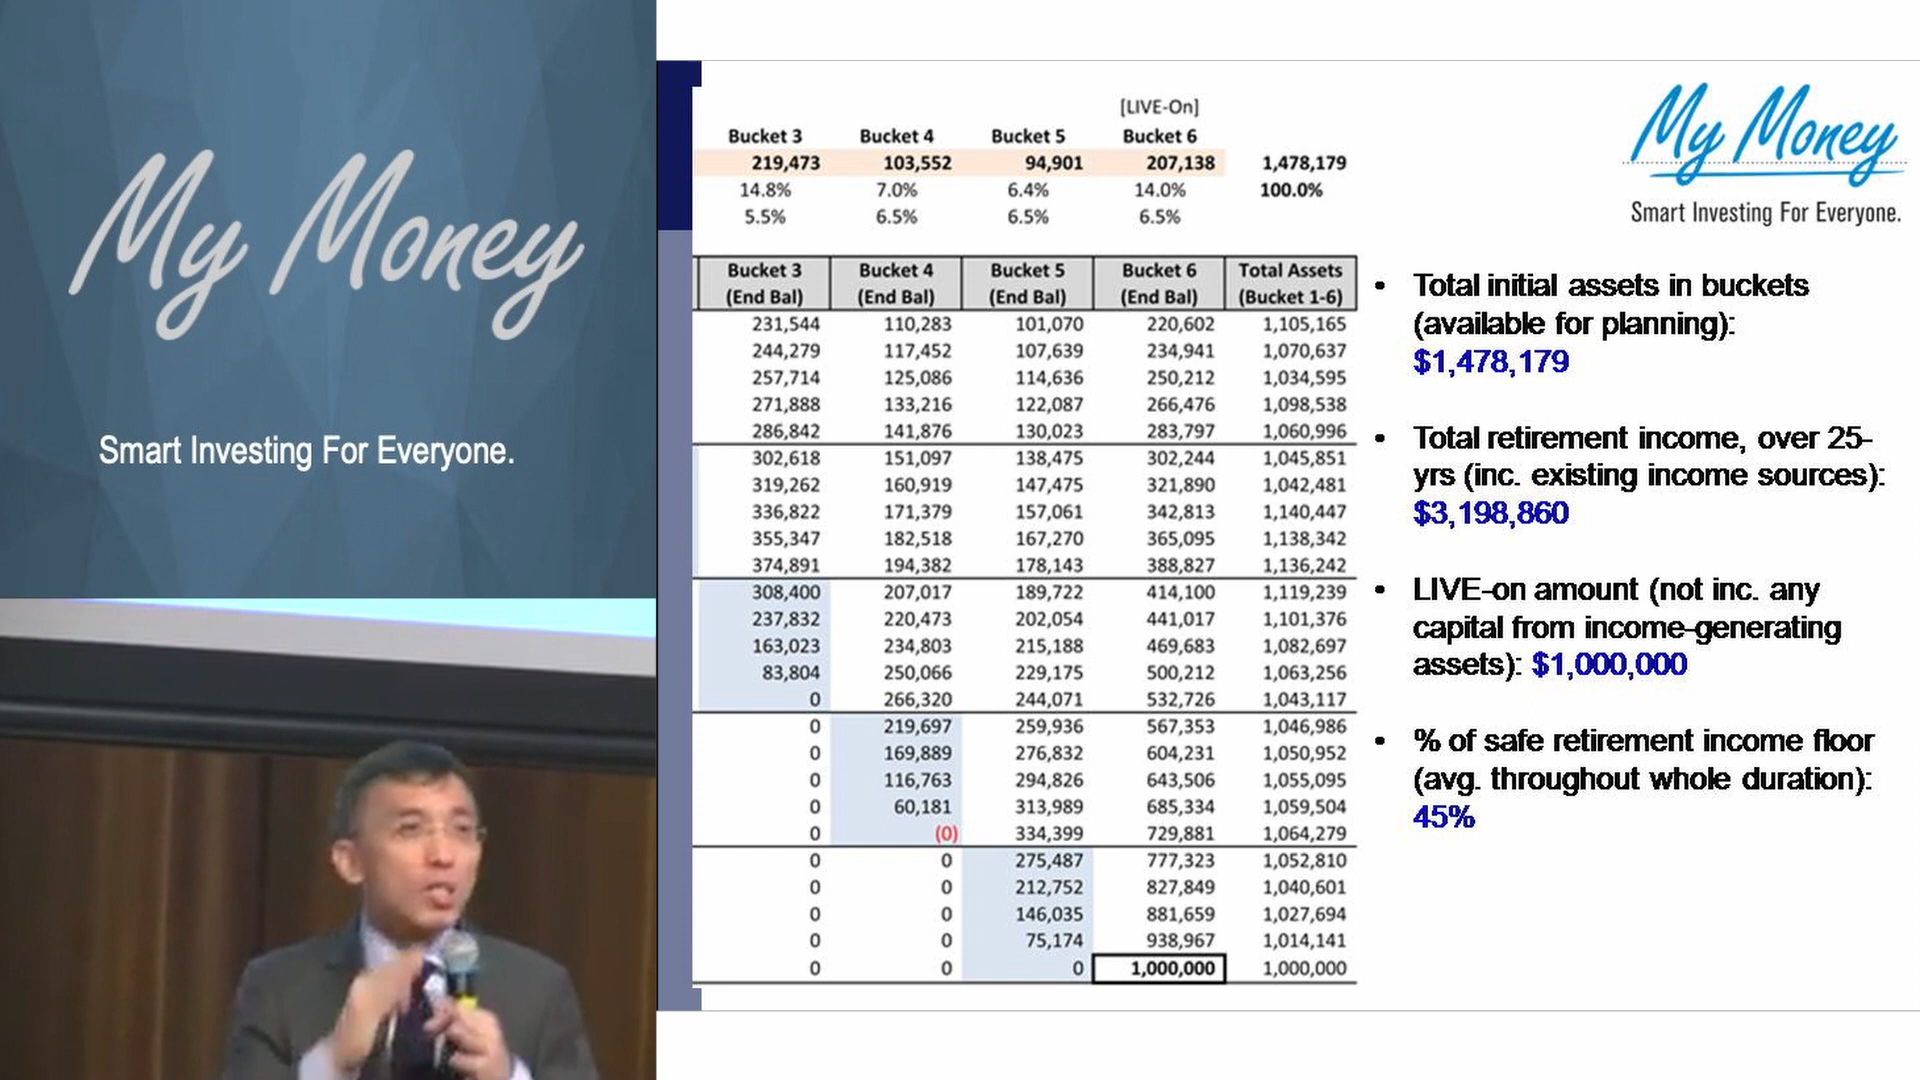 My Money
Smart Investing For Everyone.
[LIVE-On]
Bucket 3 Bucket 4 Bucket 5 Bucket 6
219,473 103,552 94,901 207,138 1,478,179
14.8% 7.0% 6.4% 14.0% 100.0%
5.5% 6.5% 6.5% 6.5%
Bucket 3 Bucket 4 Bucket 5 Bucket 6 Total Assets
(End Bal) (End Bal) (End Bal) (End Bal) (Bucket 1-6)
231,544 110,283 101,070 220,602 1,105,165
244,279 117,452 107,639 234,941 1,070,637
257,714 125,086 114,636 250,212 1,034,595
271,888 133,216 122,087 266,476 1,098,538
286,842 141,876 130,023 283,797 1,060,996
302,618 151,097 138,475 302,244 1,045,851
319,262 160,919 147,475 321,890 1,042,481
336,822 171,379 157,061 342,813 1,140,447
355,347 182,518 167,270 365,095 1,138,342
374,891 194,382 178,143 388,827 1,136,242
308,400 207,017 189,722 414,100 1,119,239
237,832 220,473 202,054 441,017 1,101,376
163,023 234,803 215,188 469,683 1,082,697
83,804 250,066 229,175 500,212 1,063,256
0 266,320 244,071 532,726 1,043,117
0 219,697 259,936 567,353 1,046,986
0 169,889 276,832 604,231 1,050,952
0 116,763 294,826 643,506 1,055,095
0 60,181 313,989 685,334 1,059,504
0 (0) 334,399 729,881 1,064,279
0 0 275,487 777,323 1,052,810
0 0 212,752 827,849 1,040,601
0 0 146,035 881,659 1,027,694
0 0 75,174 938,967 1,014,141
0 0 0 1,000,000 1,000,000
My Money
Smart Investing For Everyone.
• Total initial assets in buckets
(available for planning):
$1,478,179
• Total retirement income, over 25-
yrs (inc. existing income sources):
$3,198,860
• LIVE-on amount (not inc. any
capital from income-generating
assets): $1,000,000
• % of safe retirement income floor
(avg. throughout whole duration):
45%